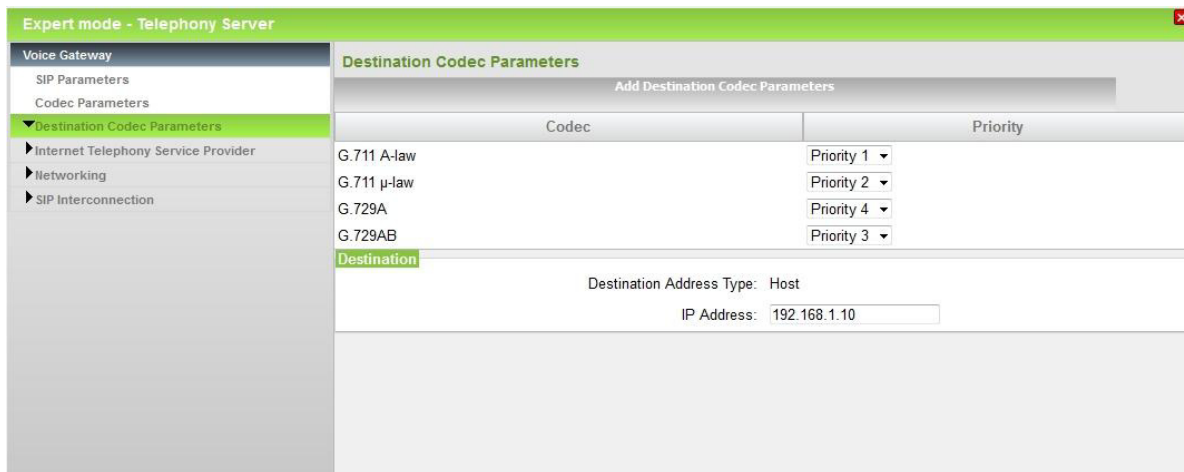 Expert mode - Telephony Server
Voice Gateway
SIP Parameters
Codec Parameters
Destination Codec Parameters
Internet Telephony Service Provider
Networking
SIP Interconnection
Destination Codec Parameters
Add Destination Codec Parameters
Codec Priority
G.711 A-law Priority 1
G.711 µ-law Priority 2
G.729A Priority 4
G.729AB Priority 3
Destination
Destination Address Type: Host
IP Address: 192.168.1.10